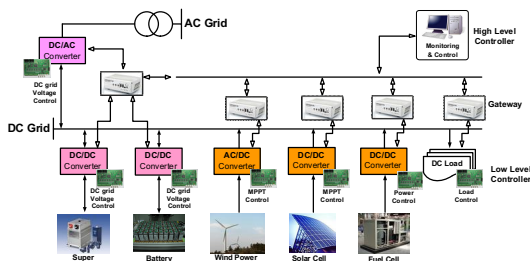 AC Grid
High Level
Controller
DC/AC
Converter
Monitoring
& Control
DC grid
Voltage
Control
Gateway
DC Grid
DC/DC
Converter
DC/DC
Converter
AC/DC
Converter
DC/DC
Converter
DC/DC
Converter
DC Load
Low Level
Controller
DC grid
Voltage
Control
DC grid
Voltage
Control
MPPT
Control
MPPT
Control
Power
Control
Load
Control
Super
Battery
Wind Power
Solar Cell
Fuel Cell